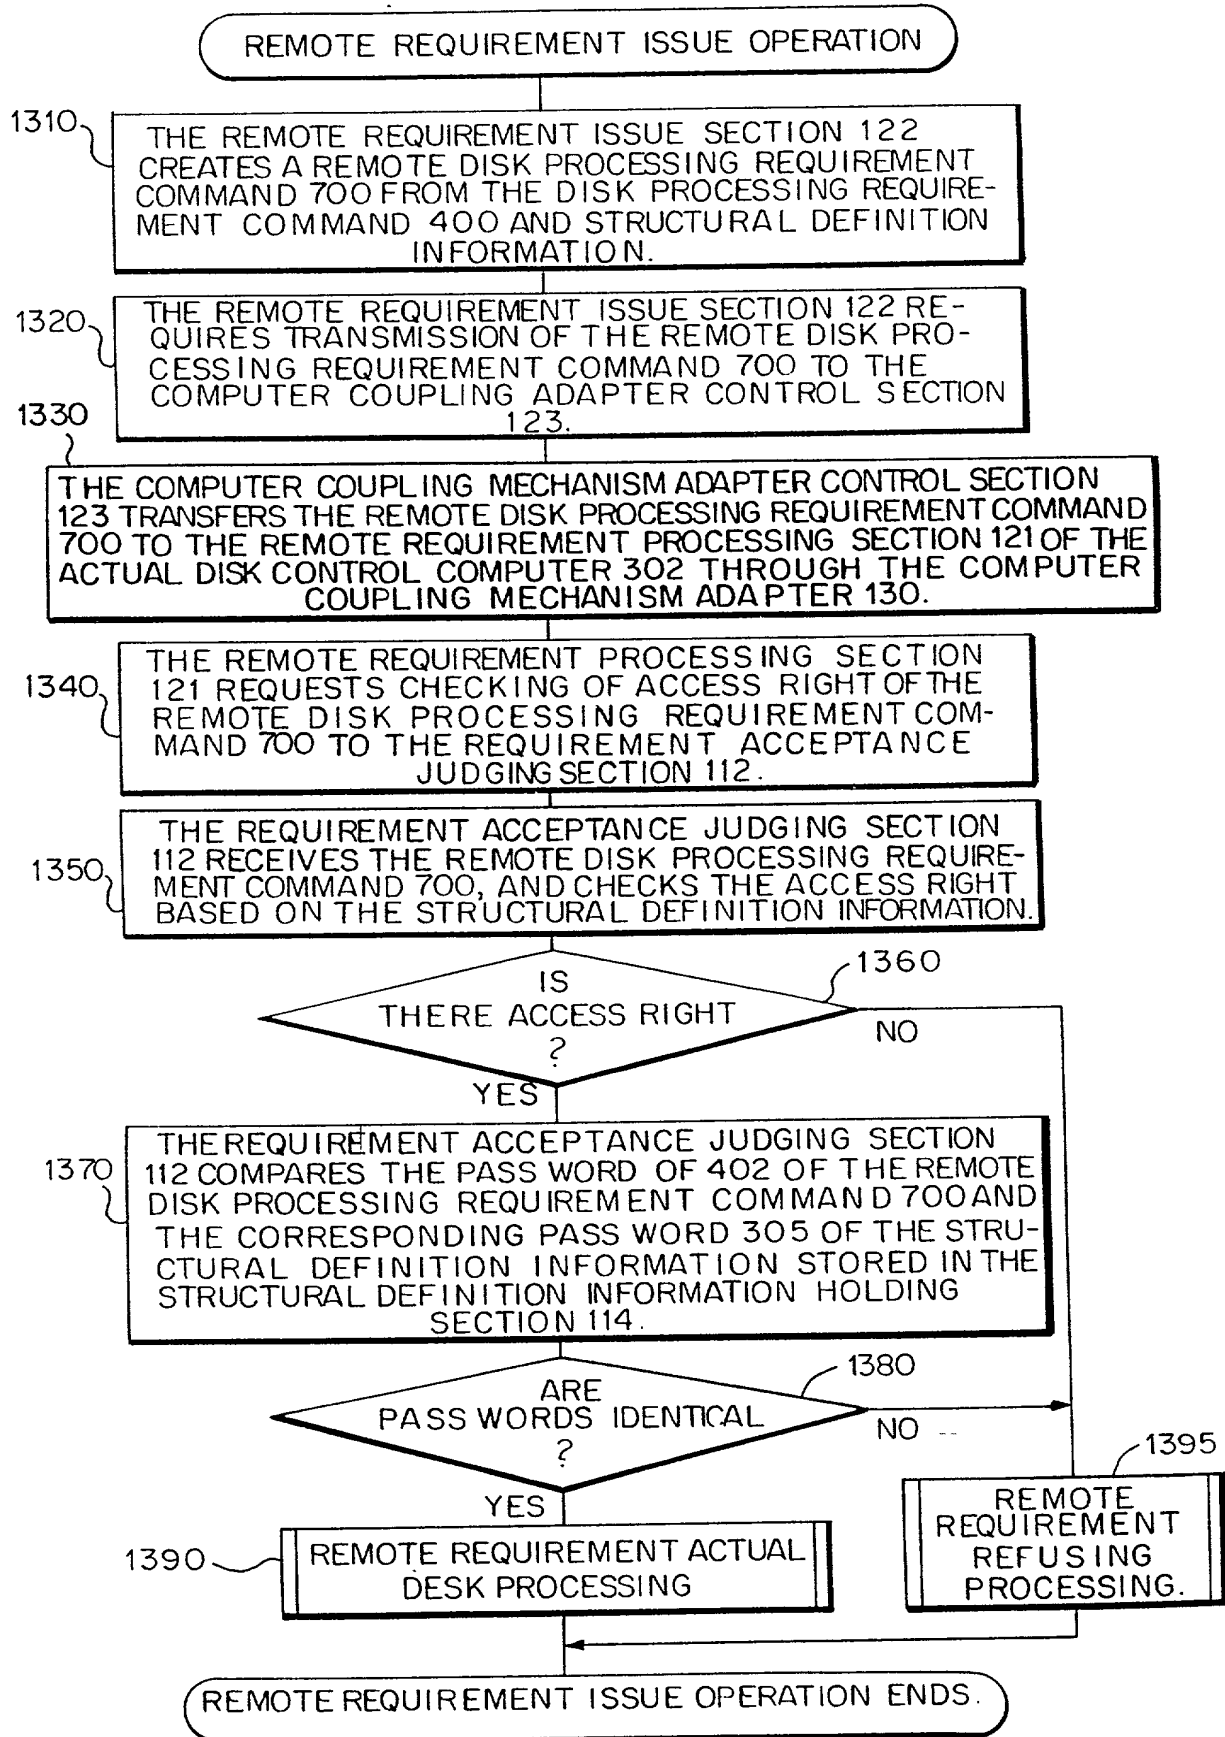 REMOTE REQUIREMENT ISSUE OPERATION
1310
THE REMOTE REQUIREMENT ISSUE SECTION 122
CREATES A REMOTE DISK PROCESSING REQUIREMENT
COMMAND 700 FROM THE DISK PROCESSING REQUIRE-
MENT COMMAND 400 AND STRUCTURAL DEFINITION
INFORMATION.
1320
THE REMOTE REQUIREMENT ISSUE SECTION 122 RE-
QUIRES TRANSMISSION OF THE REMOTE DISK PRO-
CESSING REQUIREMENT COMMAND 700 TO THE
COMPUTER COUPLING ADAPTER CONTROL SECTION
123.
1330
THE COMPUTER COUPLING MECHANISM ADAPTER CONTROL SECTION
123 TRANSFERS THE REMOTE DISK PROCESSING REQUIREMENT COMMAND
700 TO THE REMOTE REQUIREMENT PROCESSING SECTION 121 OF THE
ACTUAL DISK CONTROL COMPUTER 302 THROUGH THE COMPUTER
COUPLING MECHANISM ADAPTER 130.
1340
THE REMOTE REQUIREMENT PROCESSING SECTION
121 REQUESTS CHECKING OF ACCESS RIGHT OF THE
REMOTE DISK PROCESSING REQUIREMENT COM-
MAND 700 TO THE REQUIREMENT ACCEPTANCE
JUDGING SECTION 112.
1350
THE REQUIREMENT ACCEPTANCE JUDGING SECTION
112 RECEIVES THE REMOTE DISK PROCESSING REQUIRE-
MENT COMMAND 700, AND CHECKS THE ACCESS RIGHT
BASED ON THE STRUCTURAL DEFINITION INFORMATION.
1360
IS
THERE ACCESS RIGHT
?
NO
YES
1370
THE REQUIREMENT ACCEPTANCE JUDGING SECTION
112 COMPARES THE PASS WORD OF 402 OF THE REMOTE
DISK PROCESSING REQUIREMENT COMMAND 700 AND
THE CORRESPONDING PASS WORD 305 OF THE STRU-
CTURAL DEFINITION INFORMATION STORED IN THE
STRUCTURAL DEFINITION INFORMATION HOLDING
SECTION 114.
1380
ARE
PASS WORDS IDENTICAL
?
NO
YES
1395
REMOTE
REQUIREMENT
REFUSING
PROCESSING.
1390
REMOTE REQUIREMENT ACTUAL
DESK PROCESSING
REMOTE REQUIREMENT ISSUE OPERATION ENDS.